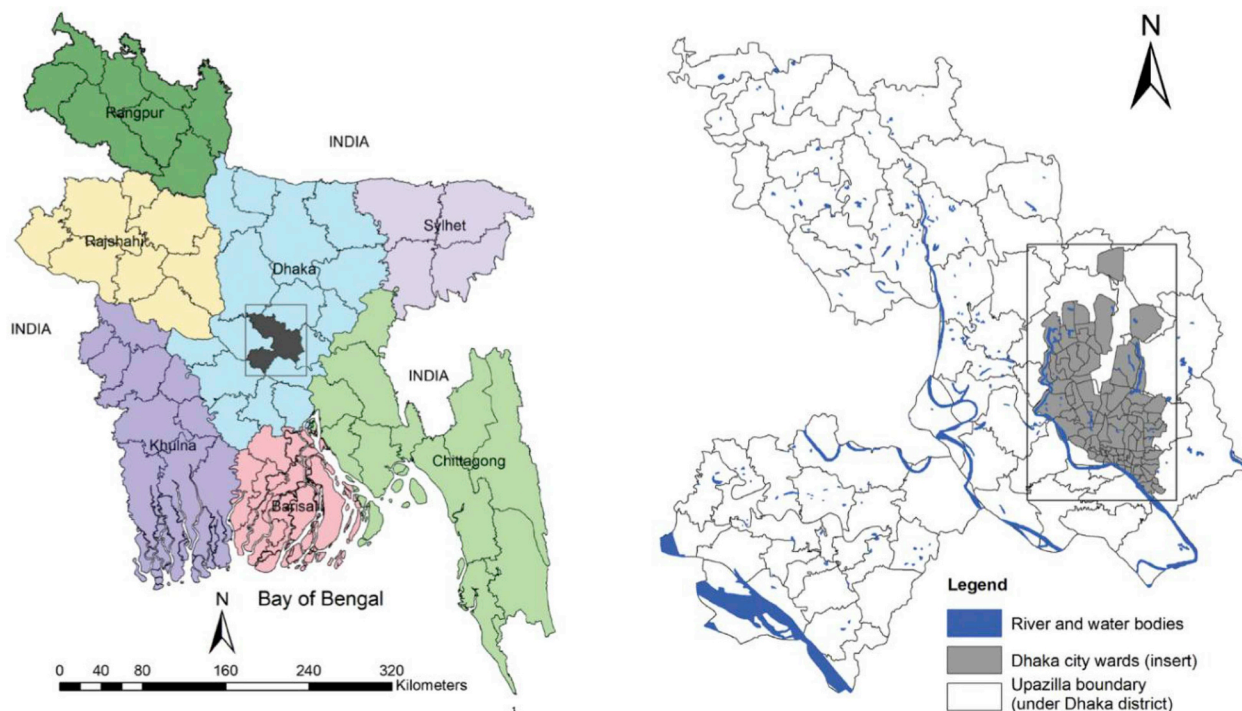 Rangpur
INDIA
Rajshahi
Sylhet
Dhaka
INDIA
INDIA
Khulna
Chittagong
Barisal
Bay of Bengal
N
0 40 80 160 240 320
Kilometers
1
N
Legend
River and water bodies
Dhaka city wards (insert)
Upazilla boundary
(under Dhaka district)